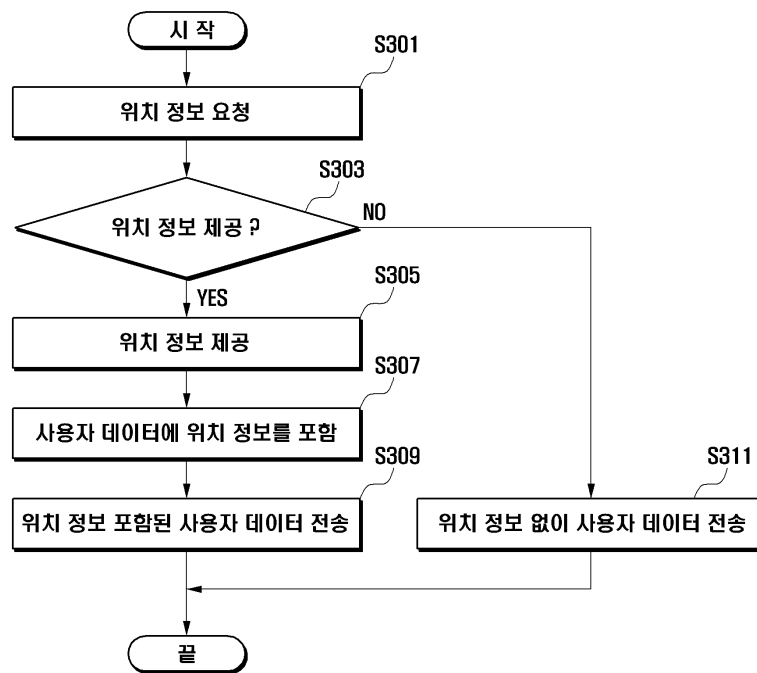 시 작
S301
위치 정보 요청
S303
위치 정보 제공 ?
NO
YES
S305
위치 정보 제공
S307
사용자 데이터에 위치 정보를 포함
S309
위치 정보 포함된 사용자 데이터 전송
S311
위치 정보 없이 사용자 데이터 전송
끝